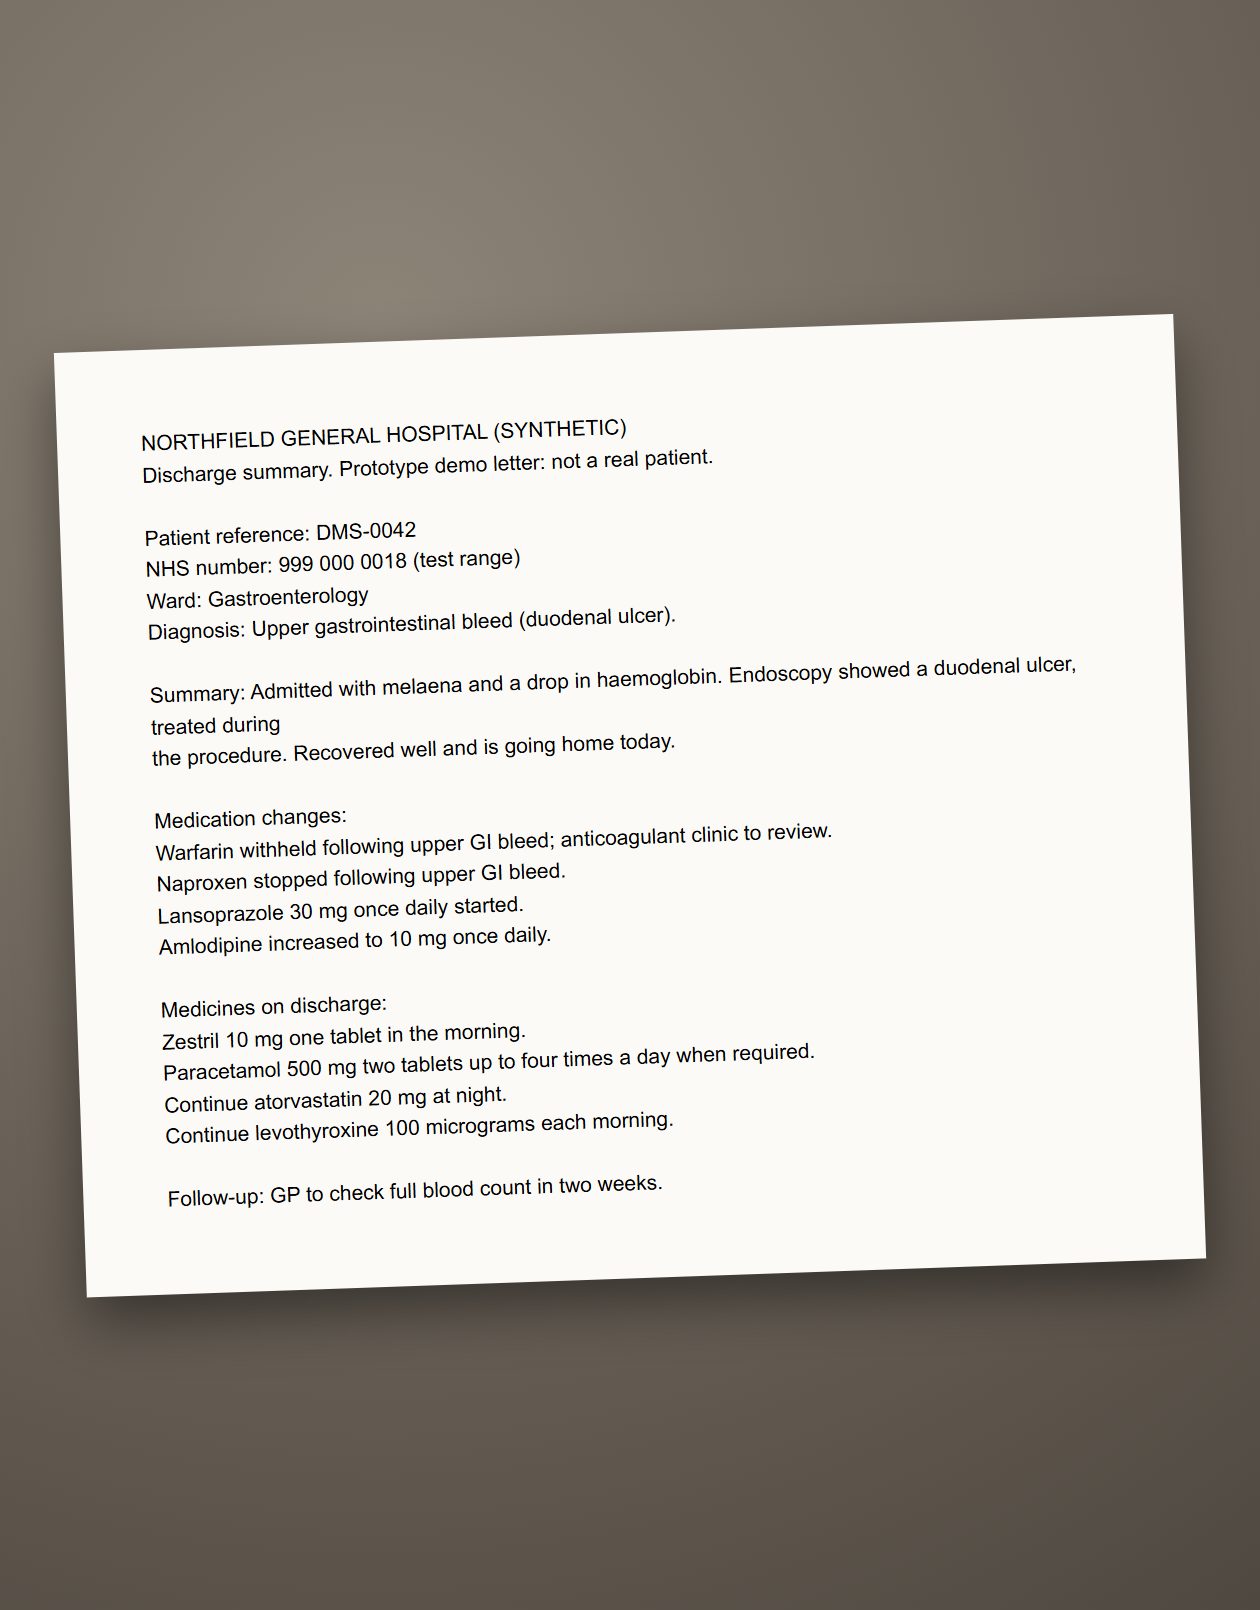 NORTHFIELD GENERAL HOSPITAL (SYNTHETIC)
Discharge summary. Prototype demo letter: not a real patient.
Patient reference: DMS-0042
NHS number: 999 000 0018 (test range)
Ward: Gastroenterology
Diagnosis: Upper gastrointestinal bleed (duodenal ulcer).
Summary: Admitted with melaena and a drop in haemoglobin. Endoscopy showed a duodenal ulcer,
treated during
the procedure. Recovered well and is going home today.
Medication changes:
Warfarin withheld following upper GI bleed; anticoagulant clinic to review.
Naproxen stopped following upper GI bleed.
Lansoprazole 30 mg once daily started.
Amlodipine increased to 10 mg once daily.
Medicines on discharge:
Zestril 10 mg one tablet in the morning.
Paracetamol 500 mg two tablets up to four times a day when required.
Continue atorvastatin 20 mg at night.
Continue levothyroxine 100 micrograms each morning.
Follow-up: GP to check full blood count in two weeks.